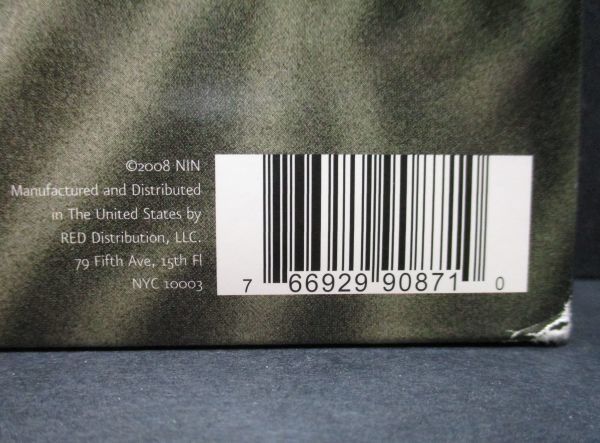 ©2008 NIN
Manufactured and Distributed
in The United States by
RED Distribution, LLC.
79 Fifth Ave, 15th Fl
NYC 10003
7 66929 90871 0